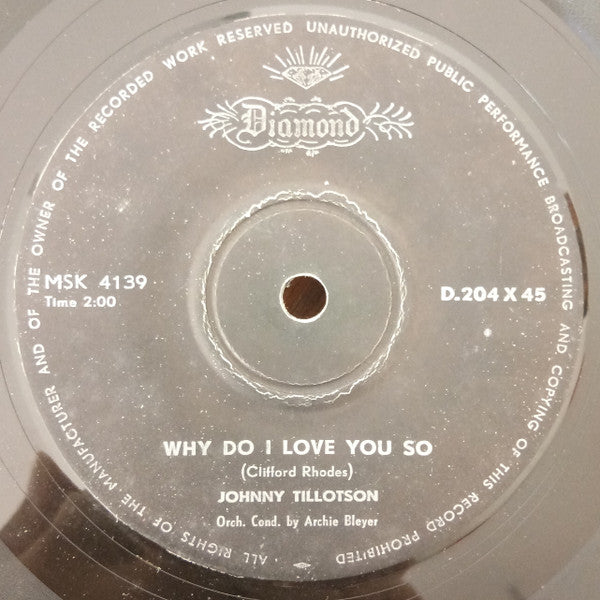 ALL RIGHTS OF THE MANUFACTURER AND OF THE OWNER OF THE RECORDED WORK RESERVED UNAUTHORIZED PUBLIC PERFORMANCE BROADCASTING AND COPYING OF THIS RECORD PROHIBITED
Diamond
MSK 4139
Time 2:00
D.204 X 45
WHY DO I LOVE YOU SO
(Clifford Rhodes)
JOHNNY TILLOTSON
Orch. Cond. by Archie Bleyer